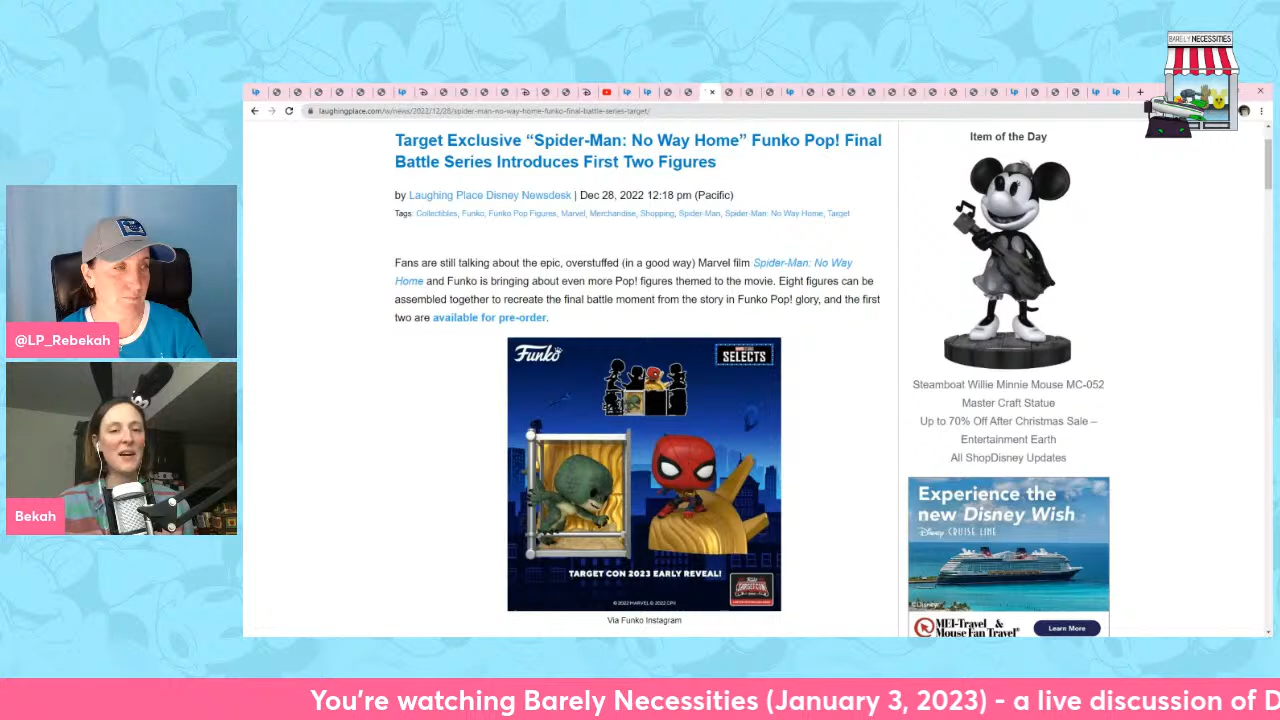 BARELY NECESSITIES
laughingplace.com/w/news/2022/12/28/spider-man-no-way-home-funko-final-battle-series-target/
Target Exclusive “Spider-Man: No Way Home” Funko Pop! Final
Battle Series Introduces First Two Figures
by Laughing Place Disney Newsdesk | Dec 28, 2022 12:18 pm (Pacific)
Tags: Collectibles, Funko, Funko Pop Figures, Marvel, Merchandise, Shopping, Spider-Man, Spider-Man: No Way Home, Target
Fans are still talking about the epic, overstuffed (in a good way) Marvel film Spider-Man: No Way
Home and Funko is bringing about even more Pop! figures themed to the movie. Eight figures can be
assembled together to recreate the final battle moment from the story in Funko Pop! glory, and the first
two are available for pre-order.
Funko
SELECTS
TARGET CON 2023 EARLY REVEAL!
Via Funko Instagram
Item of the Day
Steamboat Willie Minnie Mouse MC-052
Master Craft Statue
Up to 70% Off After Christmas Sale –
Entertainment Earth
All ShopDisney Updates
Experience the
new Disney Wish
Disney CRUISE LINE
©Disney
MEI-Travel &
Mouse Fan Travel
Learn More
@LP_Rebekah
Bekah
You’re watching Barely Necessities (January 3, 2023) - a live discussion of D